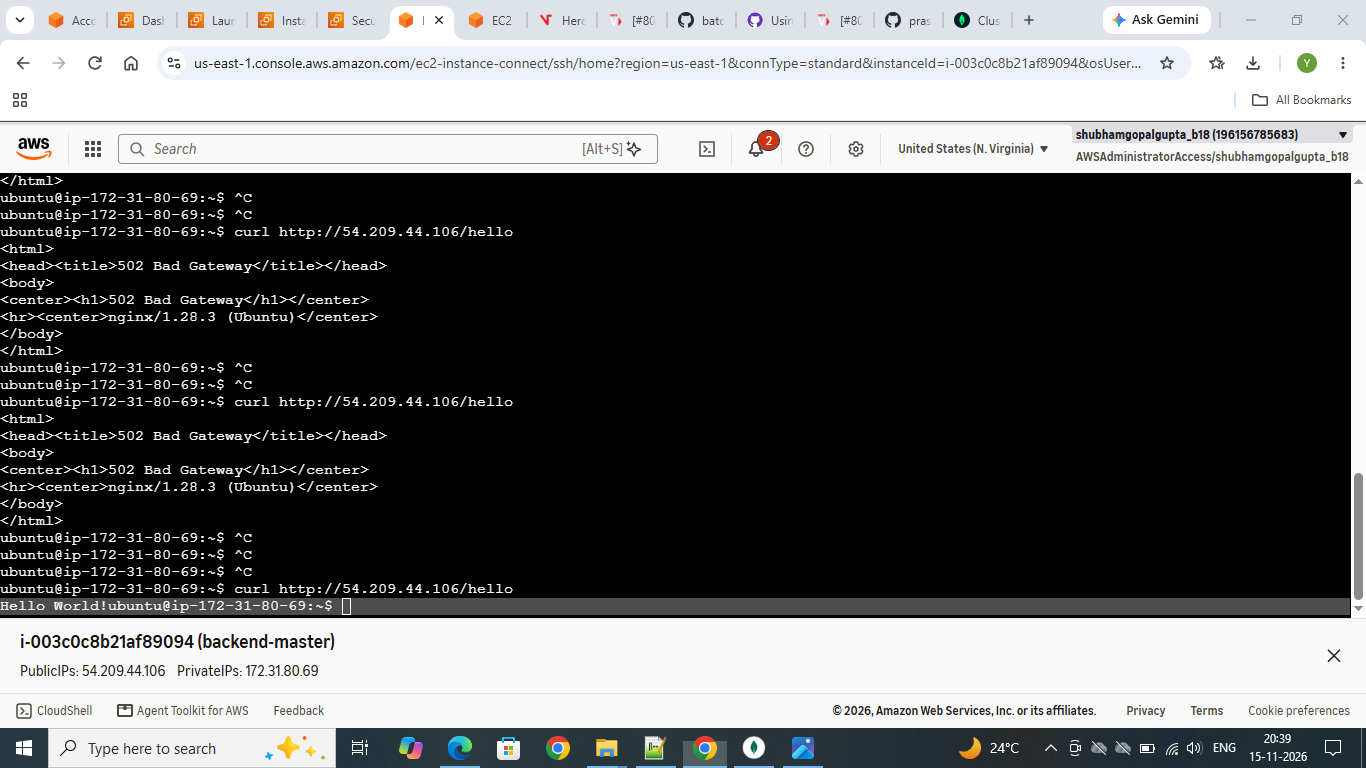 Acco
Dash
Laur
Insta
Secu
EC2
Herc
[#80
batc
Usin
[#80
pras
Clus
Ask Gemini
us-east-1.console.aws.amazon.com/ec2-instance-connect/ssh/home?region=us-east-1&connType=standard&instanceId=i-003c0c8b21af89094&osUser...
Y
All Bookmarks
aws
Search
[Alt+S]
2
United States (N. Virginia)
shubhamgopalgupta_b18 (196156785683)
AWSAdministratorAccess/shubhamgopalgupta_b18
</html>
ubuntu@ip-172-31-80-69:~$ ^C
ubuntu@ip-172-31-80-69:~$ ^C
ubuntu@ip-172-31-80-69:~$ curl http://54.209.44.106/hello
<html>
<head><title>502 Bad Gateway</title></head>
<body>
<center><h1>502 Bad Gateway</h1></center>
<hr><center>nginx/1.28.3 (Ubuntu)</center>
</body>
</html>
ubuntu@ip-172-31-80-69:~$ ^C
ubuntu@ip-172-31-80-69:~$ ^C
ubuntu@ip-172-31-80-69:~$ curl http://54.209.44.106/hello
<html>
<head><title>502 Bad Gateway</title></head>
<body>
<center><h1>502 Bad Gateway</h1></center>
<hr><center>nginx/1.28.3 (Ubuntu)</center>
</body>
</html>
ubuntu@ip-172-31-80-69:~$ ^C
ubuntu@ip-172-31-80-69:~$ ^C
ubuntu@ip-172-31-80-69:~$ ^C
ubuntu@ip-172-31-80-69:~$ curl http://54.209.44.106/hello
Hello World!ubuntu@ip-172-31-80-69:~$
i-003c0c8b21af89094 (backend-master)
PublicIPs: 54.209.44.106 PrivateIPs: 172.31.80.69
CloudShell
Agent Toolkit for AWS
Feedback
© 2026, Amazon Web Services, Inc. or its affiliates.
Privacy
Terms
Cookie preferences
Type here to search
24°C
ENG
20:39
15-11-2026